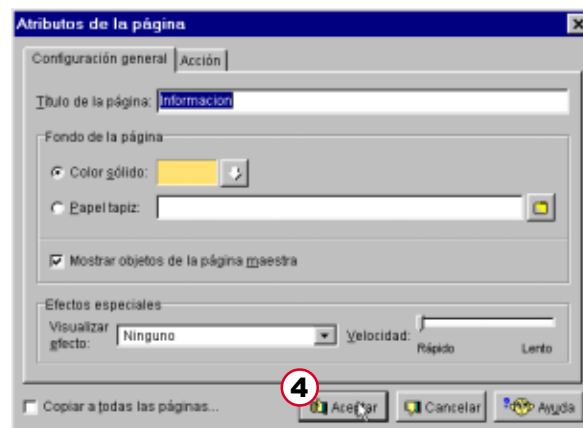 Atributos de la página
Configuración general Acción
Título de la página: Informacion
Fondo de la página
Color sólido:
Papel tapiz:
Mostrar objetos de la página maestra
Efectos especiales
Visualizar efecto: Ninguno Velocidad:
Rápido Lento
4
Copiar a todas las páginas... Aceptar Cancelar Ayuda